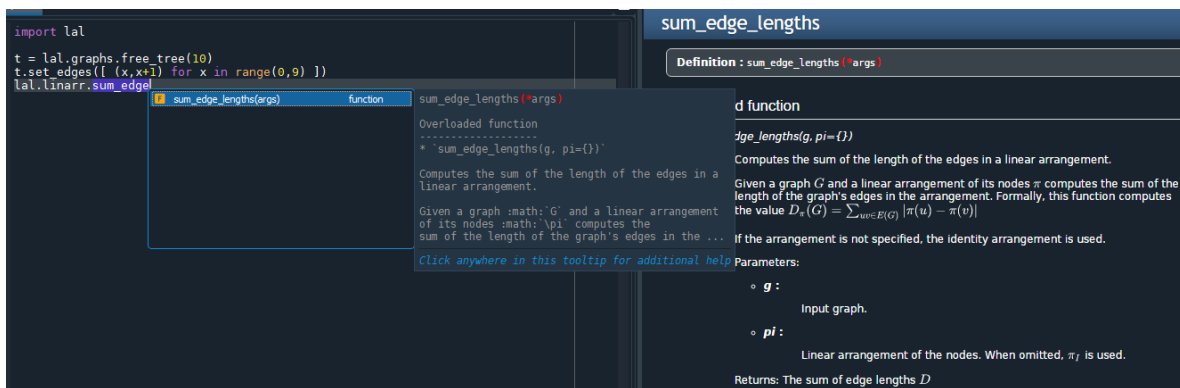 import lal
t = lal.graphs.free_tree(10)
t.set_edges([ (x,x+1) for x in range(0,9) ])
lal.linarr.sum_edge
F sum_edge_lengths(args) function
sum_edge_lengths(*args)
Overloaded function
-------------------
* `sum_edge_lengths(g, pi={})`
Computes the sum of the length of the edges in a
linear arrangement.
Given a graph :math:`G` and a linear arrangement
of its nodes :math:`\pi` computes the
sum of the length of the graph's edges in the ...
Click anywhere in this tooltip for additional help
sum_edge_lengths
Definition : sum_edge_lengths(*args)
d function
dge_lengths(g, pi={})
Computes the sum of the length of the edges in a linear arrangement.
Given a graph G and a linear arrangement of its nodes π computes the sum of the
length of the graph's edges in the arrangement. Formally, this function computes
the value D_π(G) = ∑_{uv∈E(G)} |π(u) − π(v)|
If the arrangement is not specified, the identity arrangement is used.
Parameters:
∘ g :
Input graph.
∘ pi :
Linear arrangement of the nodes. When omitted, π_I is used.
Returns: The sum of edge lengths D